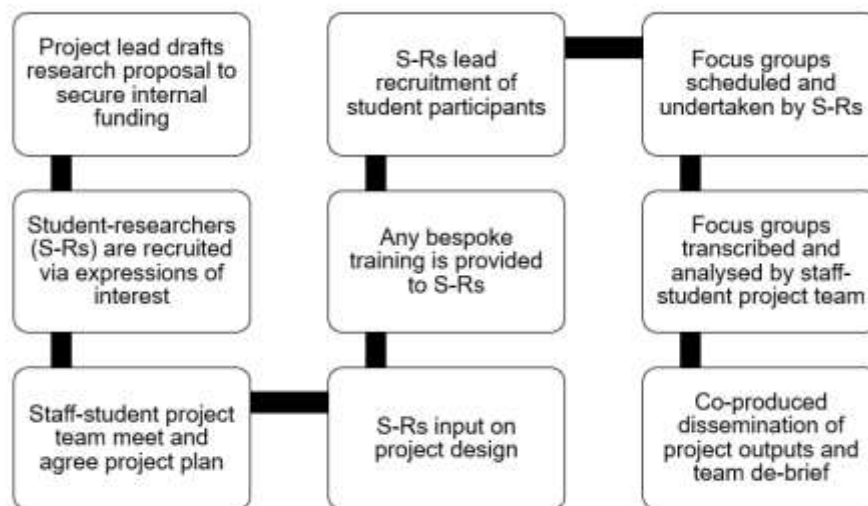 Project lead drafts
research proposal to
secure internal
funding
Student-researchers
(S-Rs) are recruited
via expressions of
interest
Staff-student project
team meet and
agree project plan
S-Rs input on
project design
Any bespoke
training is provided
to S-Rs
S-Rs lead
recruitment of
student participants
Focus groups
scheduled and
undertaken by S-Rs
Focus groups
transcribed and
analysed by staff-
student project team
Co-produced
dissemination of
project outputs and
team de-brief